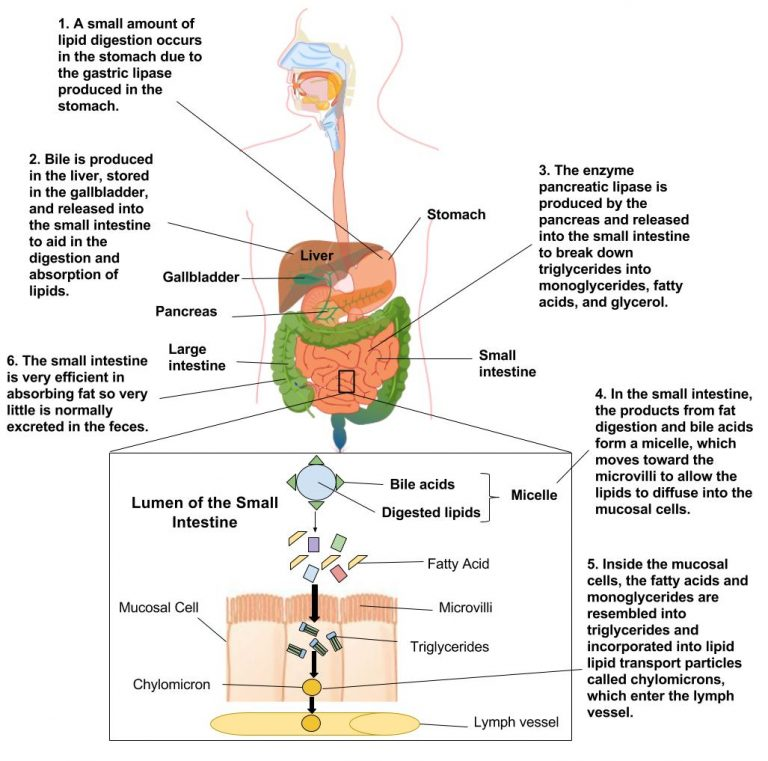 1. A small amount of
lipid digestion occurs
in the stomach due to
the gastric lipase
produced in the
stomach.
2. Bile is produced
in the liver, stored
in the gallbladder,
and released into
the small intestine
to aid in the
digestion and
absorption of
lipids.
3. The enzyme
pancreatic lipase is
produced by the
pancreas and released
into the small intestine
to break down
triglycerides into
monoglycerides, fatty
acids, and glycerol.
Stomach
Liver
Gallbladder
Pancreas
Large
intestine
Small
intestine
6. The small intestine
is very efficient in
absorbing fat so very
little is normally
excreted in the feces.
4. In the small intestine,
the products from fat
digestion and bile acids
form a micelle, which
moves toward the
microvilli to allow the
lipids to diffuse into the
mucosal cells.
Lumen of the Small
Intestine
Bile acids
Digested lipids
Micelle
Fatty Acid
Mucosal Cell
Microvilli
Triglycerides
Chylomicron
Lymph vessel
5. Inside the mucosal
cells, the fatty acids and
monoglycerides are
resembled into
triglycerides and
incorporated into lipid
lipid transport particles
called chylomicrons,
which enter the lymph
vessel.